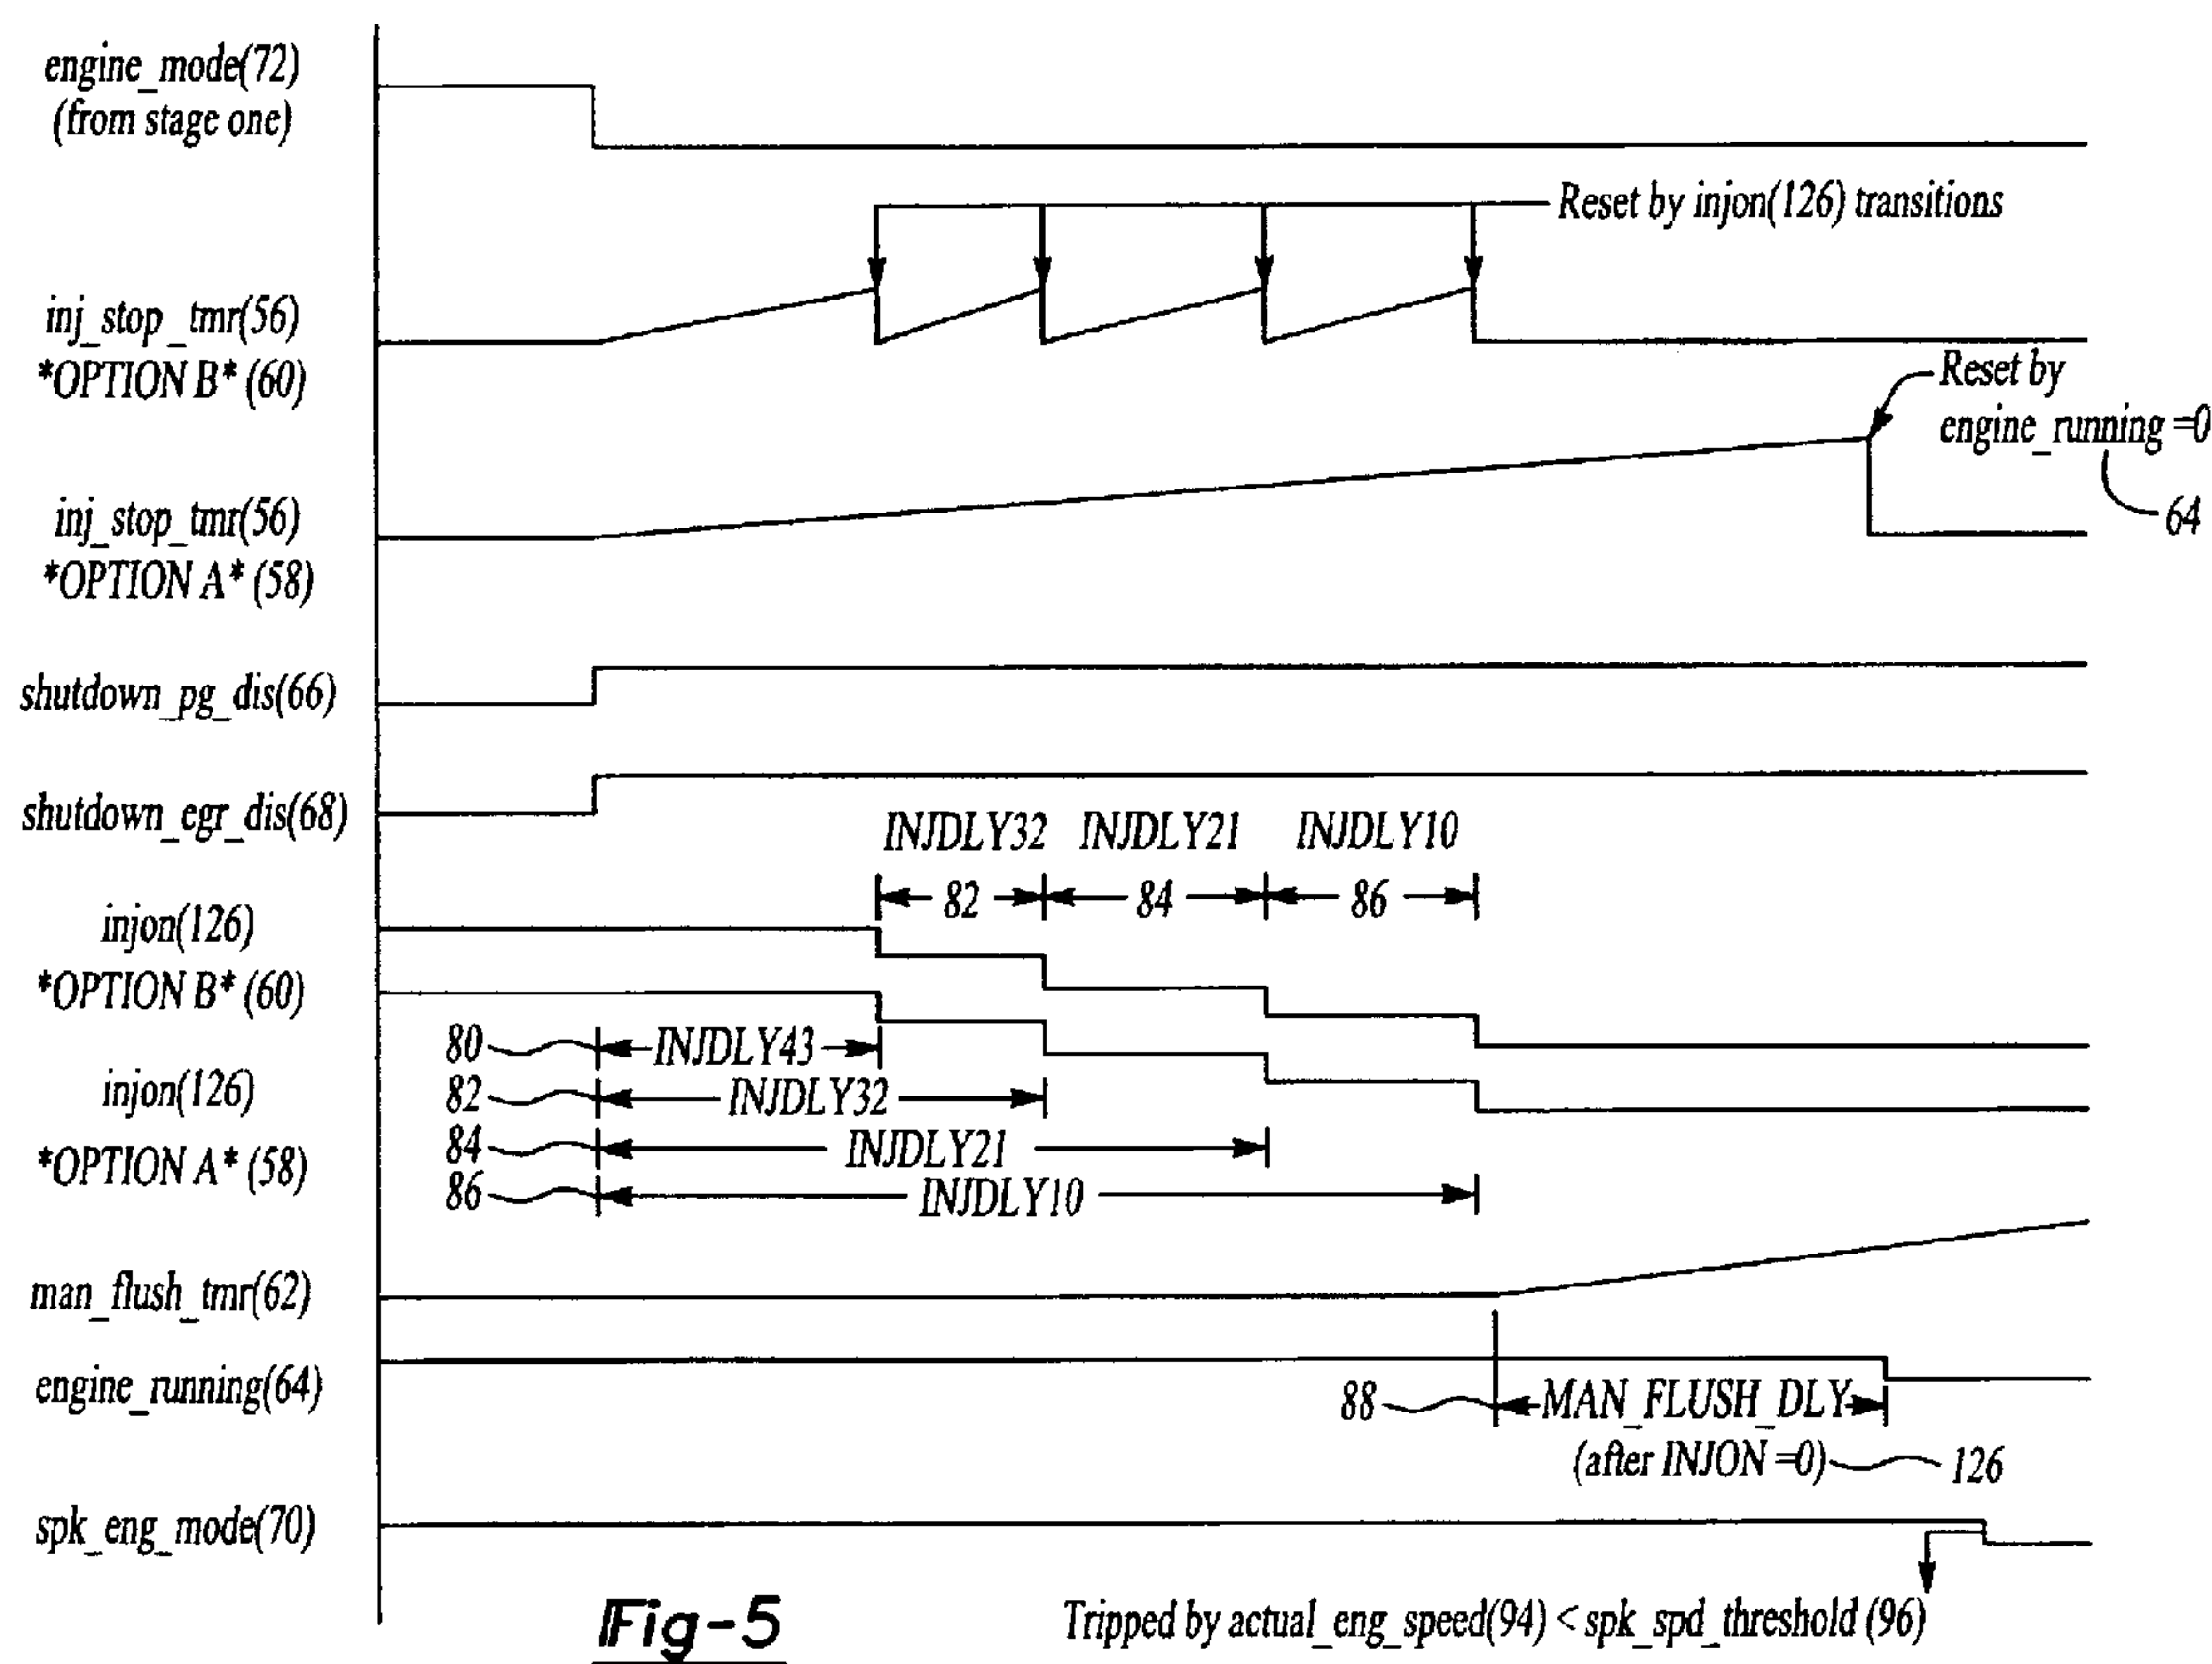 engine_mode(72)
(from stage one)
Reset by injon(126) transitions
inj_stop_tmr(56)
*OPTION B* (60)
Reset by
engine_running =0
64
inj_stop_tmr(56)
*OPTION A* (58)
shutdown_pg_dis(66)
shutdown_egr_dis(68)
INJDLY32 INJDLY21 INJDLY10
82 84 86
injon(126)
*OPTION B* (60)
80 INJDLY43
injon(126)
82 INJDLY32
84 INJDLY21
*OPTION A* (58)
86 INJDLY10
man_flush_tmr(62)
engine_running(64)
88 MAN_FLUSH_DLY
(after INJON =0) 126
spk_eng_mode(70)
Tripped by actual_eng_speed(94) < spk_spd_threshold (96)
Fig-5